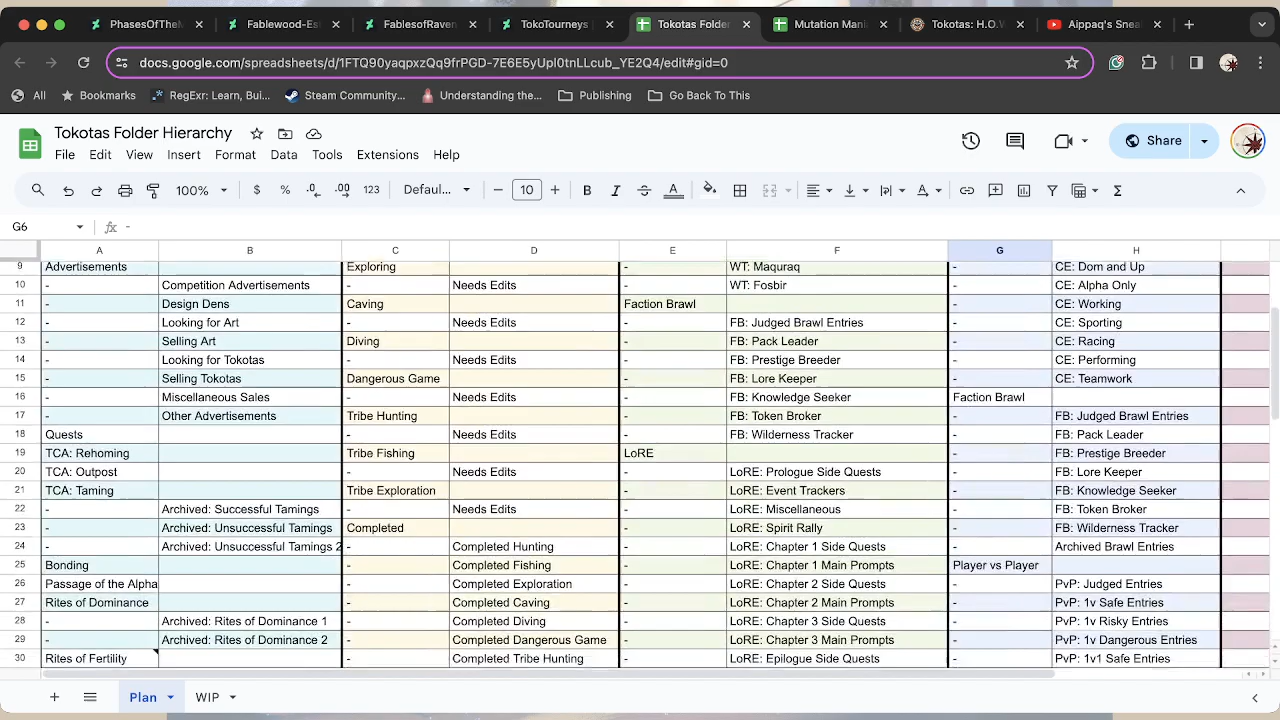 PhasesOfTheM
Fablewood-Es
FablesofRaven
TokoTourneys
Tokotas Folder
Mutation Mani
Tokotas: H.O.W
Aippaq's Snea
docs.google.com/spreadsheets/d/1FTQ90yaqpxzQq9frPGD-7E6E5yUpl0tnLLcub_YE2Q4/edit#gid=0
All Bookmarks RegExr: Learn, Bui... Steam Community... Understanding the... Publishing Go Back To This
Tokotas Folder Hierarchy
Share
File Edit View Insert Format Data Tools Extensions Help
100% $ % .0 .00 123 Defaul... 10 B I A Σ
G6 fx -
A B C D E F G H
9 Advertisements Exploring - WT: Maquraq - CE: Dom and Up
10 - Competition Advertisements - Needs Edits - WT: Fosbir - CE: Alpha Only
11 - Design Dens Caving Faction Brawl - CE: Working
12 - Looking for Art - Needs Edits - FB: Judged Brawl Entries - CE: Sporting
13 - Selling Art Diving - FB: Pack Leader - CE: Racing
14 - Looking for Tokotas - Needs Edits - FB: Prestige Breeder - CE: Performing
15 - Selling Tokotas Dangerous Game - FB: Lore Keeper - CE: Teamwork
16 - Miscellaneous Sales - Needs Edits - FB: Knowledge Seeker Faction Brawl
17 - Other Advertisements Tribe Hunting - FB: Token Broker - FB: Judged Brawl Entries
18 Quests - Needs Edits - FB: Wilderness Tracker - FB: Pack Leader
19 TCA: Rehoming Tribe Fishing LoRE - FB: Prestige Breeder
20 TCA: Outpost - Needs Edits - LoRE: Prologue Side Quests - FB: Lore Keeper
21 TCA: Taming Tribe Exploration - LoRE: Event Trackers - FB: Knowledge Seeker
22 - Archived: Successful Tamings - Needs Edits - LoRE: Miscellaneous - FB: Token Broker
23 - Archived: Unsuccessful Tamings Completed - LoRE: Spirit Rally - FB: Wilderness Tracker
24 - Archived: Unsuccessful Tamings 2 - Completed Hunting - LoRE: Chapter 1 Side Quests - Archived Brawl Entries
25 Bonding - Completed Fishing - LoRE: Chapter 1 Main Prompts Player vs Player
26 Passage of the Alpha - Completed Exploration - LoRE: Chapter 2 Side Quests - PvP: Judged Entries
27 Rites of Dominance - Completed Caving - LoRE: Chapter 2 Main Prompts - PvP: 1v Safe Entries
28 - Archived: Rites of Dominance 1 - Completed Diving - LoRE: Chapter 3 Side Quests - PvP: 1v Risky Entries
29 - Archived: Rites of Dominance 2 - Completed Dangerous Game - LoRE: Chapter 3 Main Prompts - PvP: 1v Dangerous Entries
30 Rites of Fertility - Completed Tribe Hunting - LoRE: Epilogue Side Quests - PvP: 1v1 Safe Entries
Plan WIP